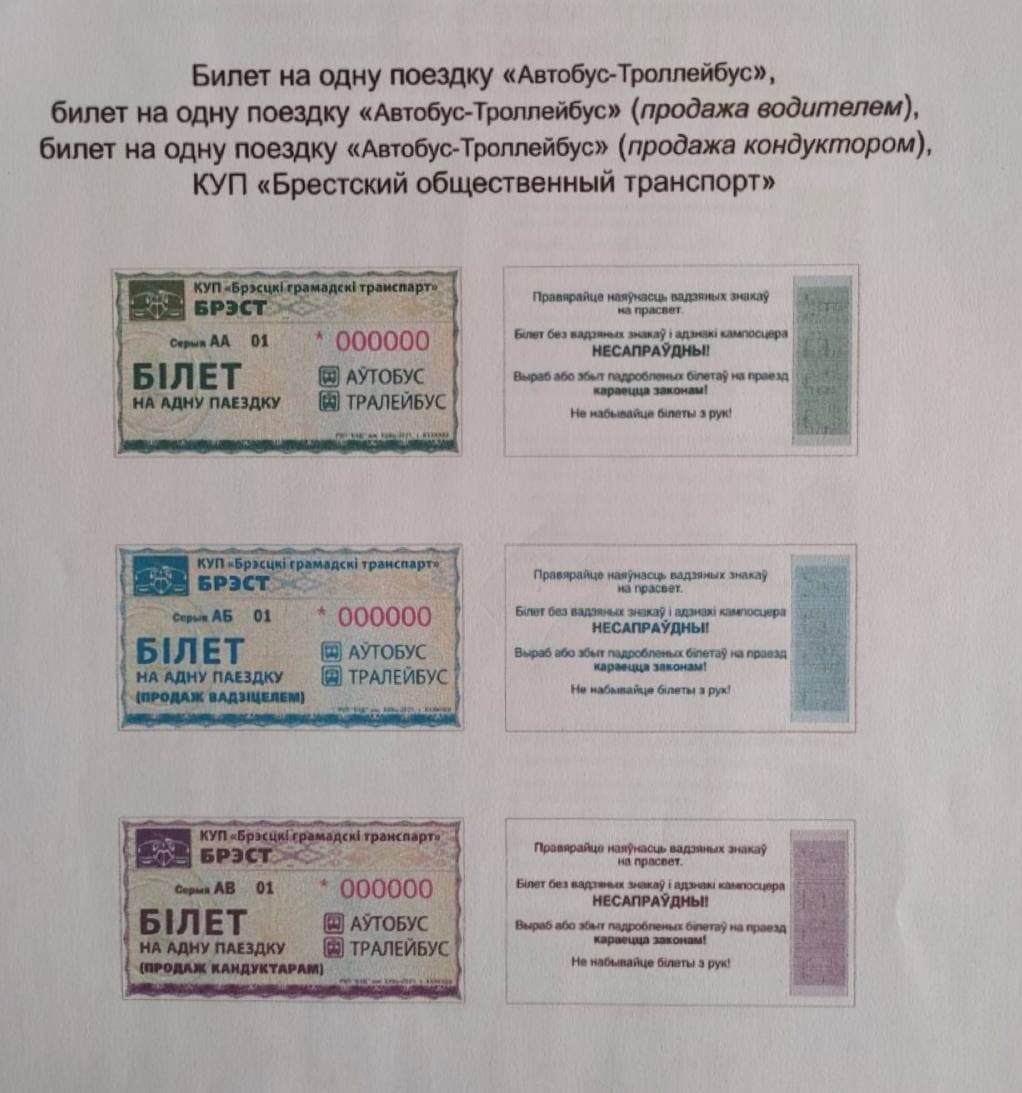 Билет на одну поездку «Автобус-Троллейбус»,
билет на одну поездку «Автобус-Троллейбус» (продажа водителем),
билет на одну поездку «Автобус-Троллейбус» (продажа кондуктором),
КУП «Брестский общественный транспорт»
КУП «Брэсцкі грамадскі транспарт»
БРЭСТ
Серыя АА 01 * 000000
БІЛЕТ
НА АДНУ ПАЕЗДКУ
АЎТОБУС
ТРАЛЕЙБУС
Правярайце наяўнасць вадзяных знакаў
на прасвет.
Білет без вадзяных знакаў і адзнакі кампосцера
НЕСАПРАЎДНЫ!
Выраб або збыт падробленых білетаў на праезд
караецца законам!
Не набывайце білеты з рук!
КУП «Брэсцкі грамадскі транспарт»
БРЭСТ
Серыя АБ 01 * 000000
БІЛЕТ
НА АДНУ ПАЕЗДКУ
(ПРОДАЖ ВАДЗІЦЕЛЕМ)
АЎТОБУС
ТРАЛЕЙБУС
Правярайце наяўнасць вадзяных знакаў
на прасвет.
Білет без вадзяных знакаў і адзнакі кампосцера
НЕСАПРАЎДНЫ!
Выраб або збыт падробленых білетаў на праезд
караецца законам!
Не набывайце білеты з рук!
КУП «Брэсцкі грамадскі транспарт»
БРЭСТ
Серыя АВ 01 * 000000
БІЛЕТ
НА АДНУ ПАЕЗДКУ
(ПРОДАЖ КАНДУКТАРАМ)
АЎТОБУС
ТРАЛЕЙБУС
Правярайце наяўнасць вадзяных знакаў
на прасвет.
Білет без вадзяных знакаў і адзнакі кампосцера
НЕСАПРАЎДНЫ!
Выраб або збыт падробленых білетаў на праезд
караецца законам!
Не набывайце білеты з рук!